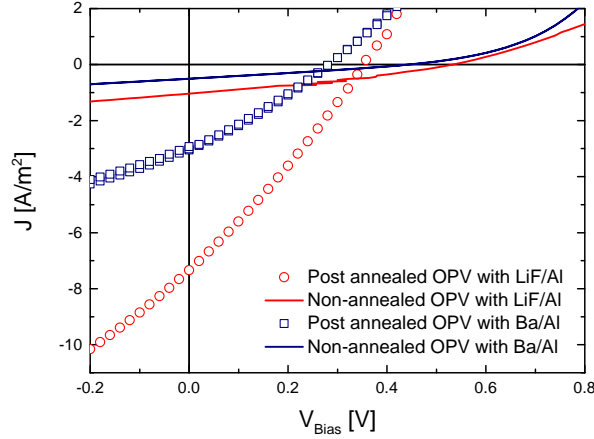 2
0
-2
-4
-6
-8
-10
J [A/m²]
Post annealed OPV with LiF/Al
Non-annealed OPV with LiF/Al
Post annealed OPV with Ba/Al
Non-annealed OPV with Ba/Al
-0.2 0.0 0.2 0.4 0.6 0.8
V_Bias [V]